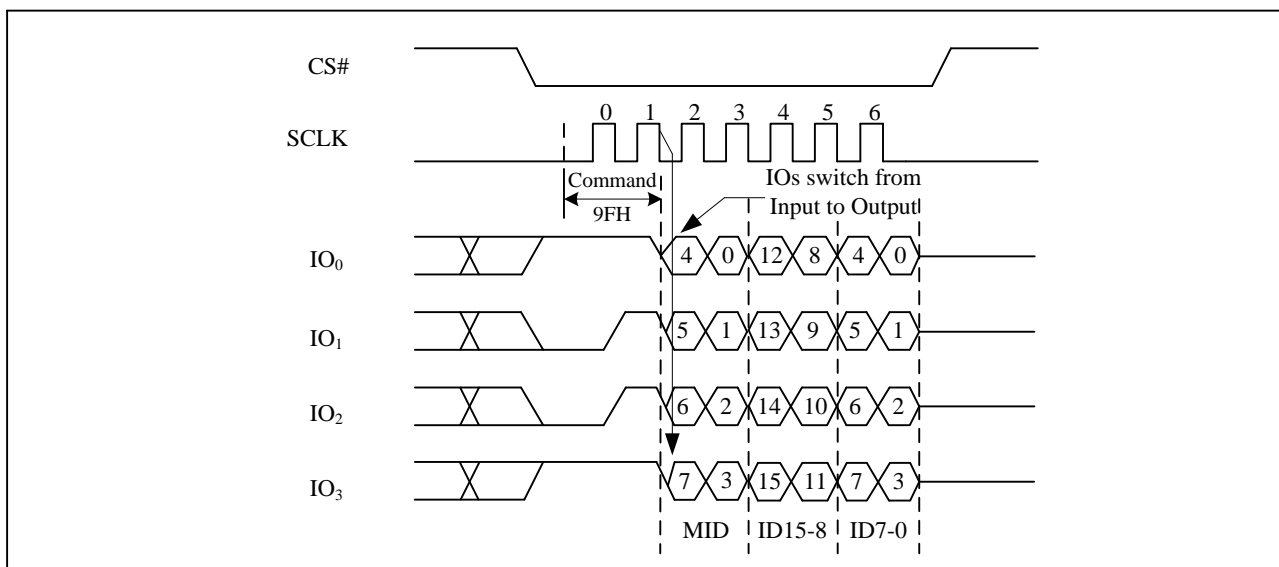 CS#
0 1 2 3 4 5 6
SCLK
Command
9FH
IOs switch from
Input to Output
IO₀
4 0 12 8 4 0
IO₁
5 1 13 9 5 1
IO₂
6 2 14 10 6 2
IO₃
7 3 15 11 7 3
MID ID15-8 ID7-0